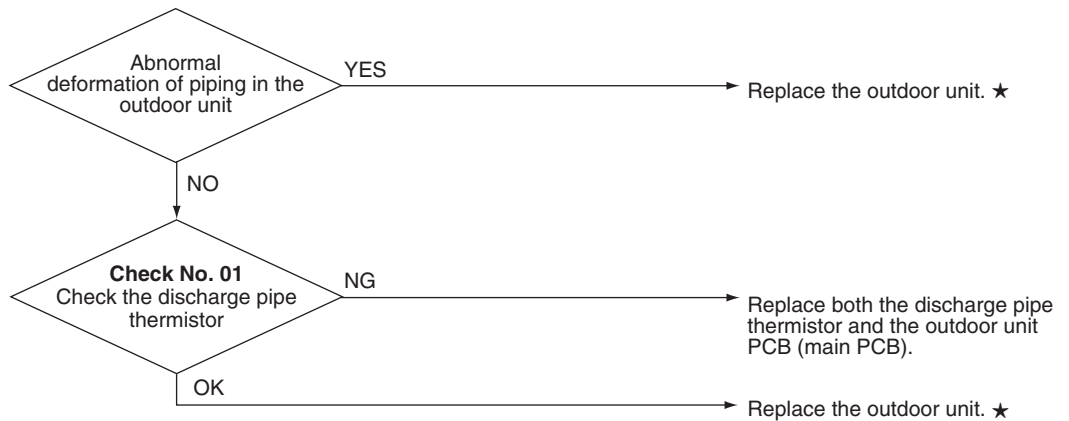 Abnormal
deformation of piping in the
outdoor unit
YES
Replace the outdoor unit. ★
NO
Check No. 01
Check the discharge pipe
thermistor
NG
Replace both the discharge pipe
thermistor and the outdoor unit
PCB (main PCB).
OK
Replace the outdoor unit. ★